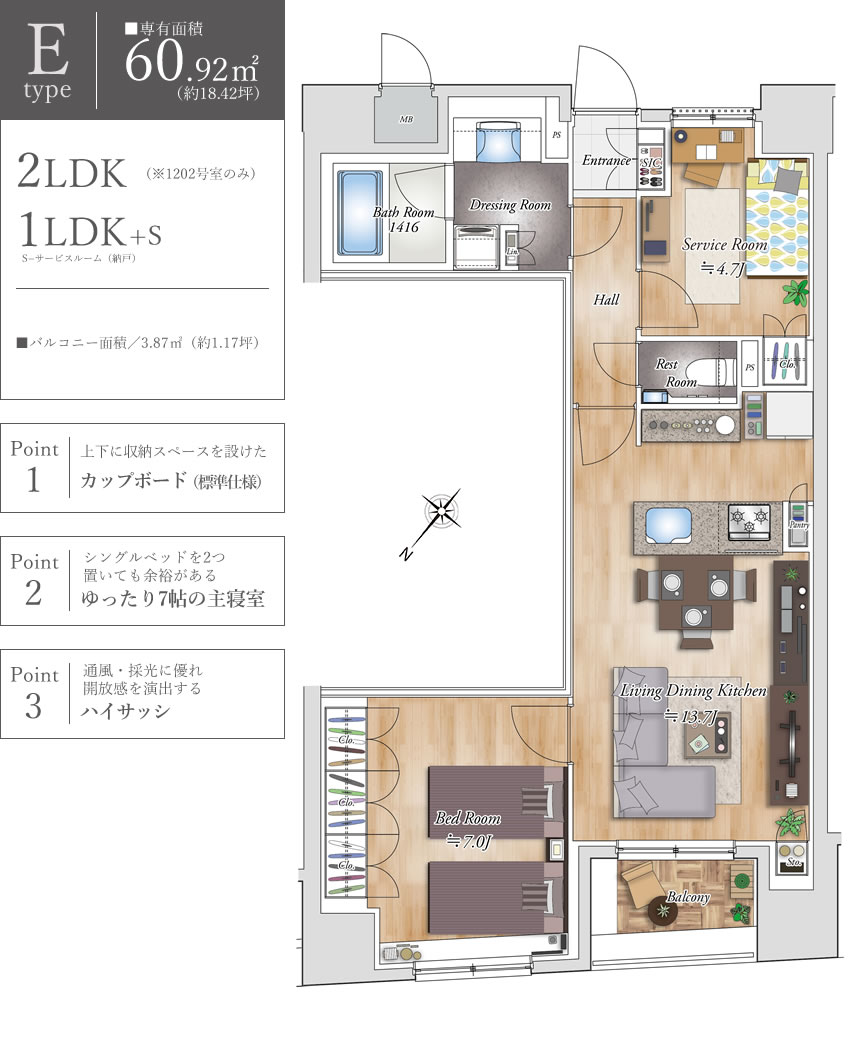 E
type
■専有面積
60.92㎡
（約18.42坪）
2LDK （※1202号室のみ）
1LDK+S
S−サービスルーム（納戸）
■バルコニー面積／3.87㎡（約1.17坪）
Point
1
上下に収納スペースを設けた
カップボード（標準仕様）
Point
2
シングルベッドを2つ
置いても余裕がある
ゆったり7帖の主寝室
Point
3
通風・採光に優れ
開放感を演出する
ハイサッシ
MB
PS
Entrance
SIC
Bath Room
1416
Dressing Room
Lin.
Service Room
≒4.7J
Hall
Rest
Room
PS
Clo.
N
Pantry
Living Dining Kitchen
≒13.7J
Clo.
Clo.
Clo.
Bed Room
≒7.0J
Sto.
Balcony